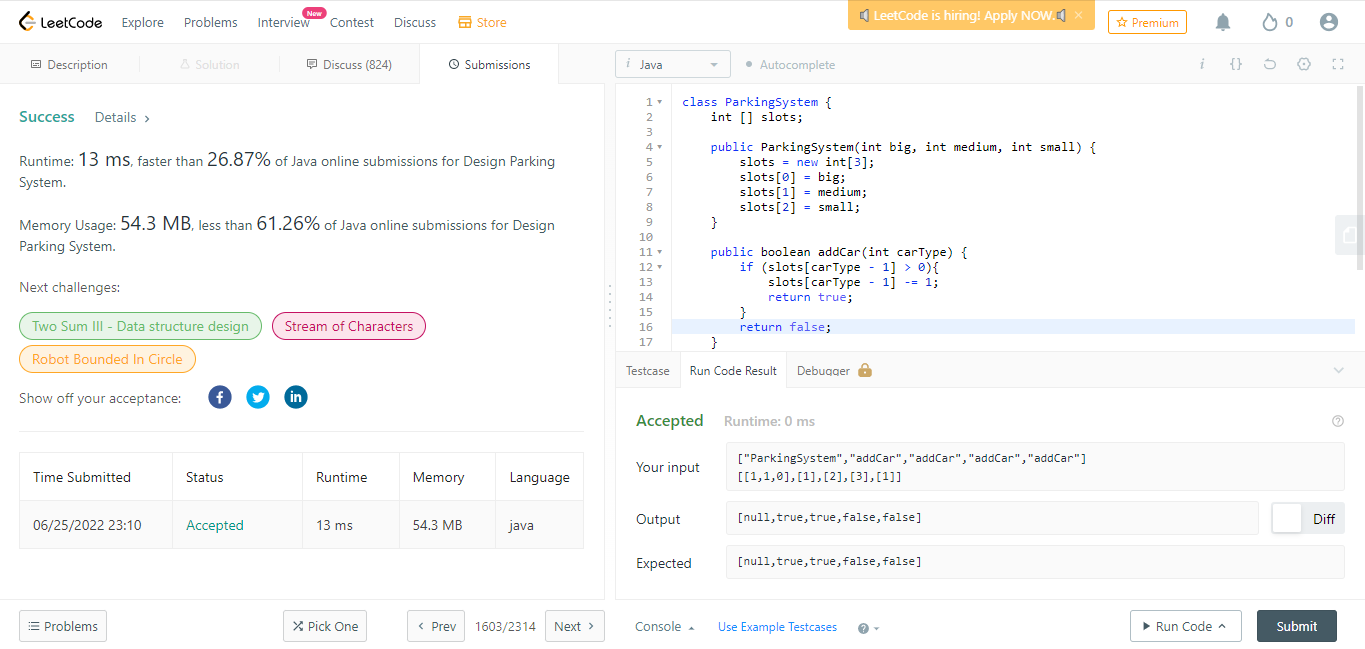 LeetCode
Explore
Problems
Interview
New
Contest
Discuss
Store
LeetCode is hiring! Apply NOW.
×
Premium
0
Description
Solution
Discuss (824)
Submissions
i Java
Autocomplete
i
{}
Success
Details >
Runtime: 13 ms, faster than 26.87% of Java online submissions for Design Parking
System.
Memory Usage: 54.3 MB, less than 61.26% of Java online submissions for Design
Parking System.
Next challenges:
Two Sum III - Data structure design
Stream of Characters
Robot Bounded In Circle
Show off your acceptance:
Time Submitted Status Runtime Memory Language
06/25/2022 23:10 Accepted 13 ms 54.3 MB java
1 class ParkingSystem {
2 int [] slots;
3
4 public ParkingSystem(int big, int medium, int small) {
5 slots = new int[3];
6 slots[0] = big;
7 slots[1] = medium;
8 slots[2] = small;
9 }
10
11 public boolean addCar(int carType) {
12 if (slots[carType - 1] > 0){
13 slots[carType - 1] -= 1;
14 return true;
15 }
16 return false;
17 }
Testcase
Run Code Result
Debugger
Accepted
Runtime: 0 ms
Your input
["ParkingSystem","addCar","addCar","addCar","addCar"]
[[1,1,0],[1],[2],[3],[1]]
Output
[null,true,true,false,false]
Diff
Expected
[null,true,true,false,false]
Problems
Pick One
< Prev
1603/2314
Next >
Console
Use Example Testcases
?
Run Code
Submit